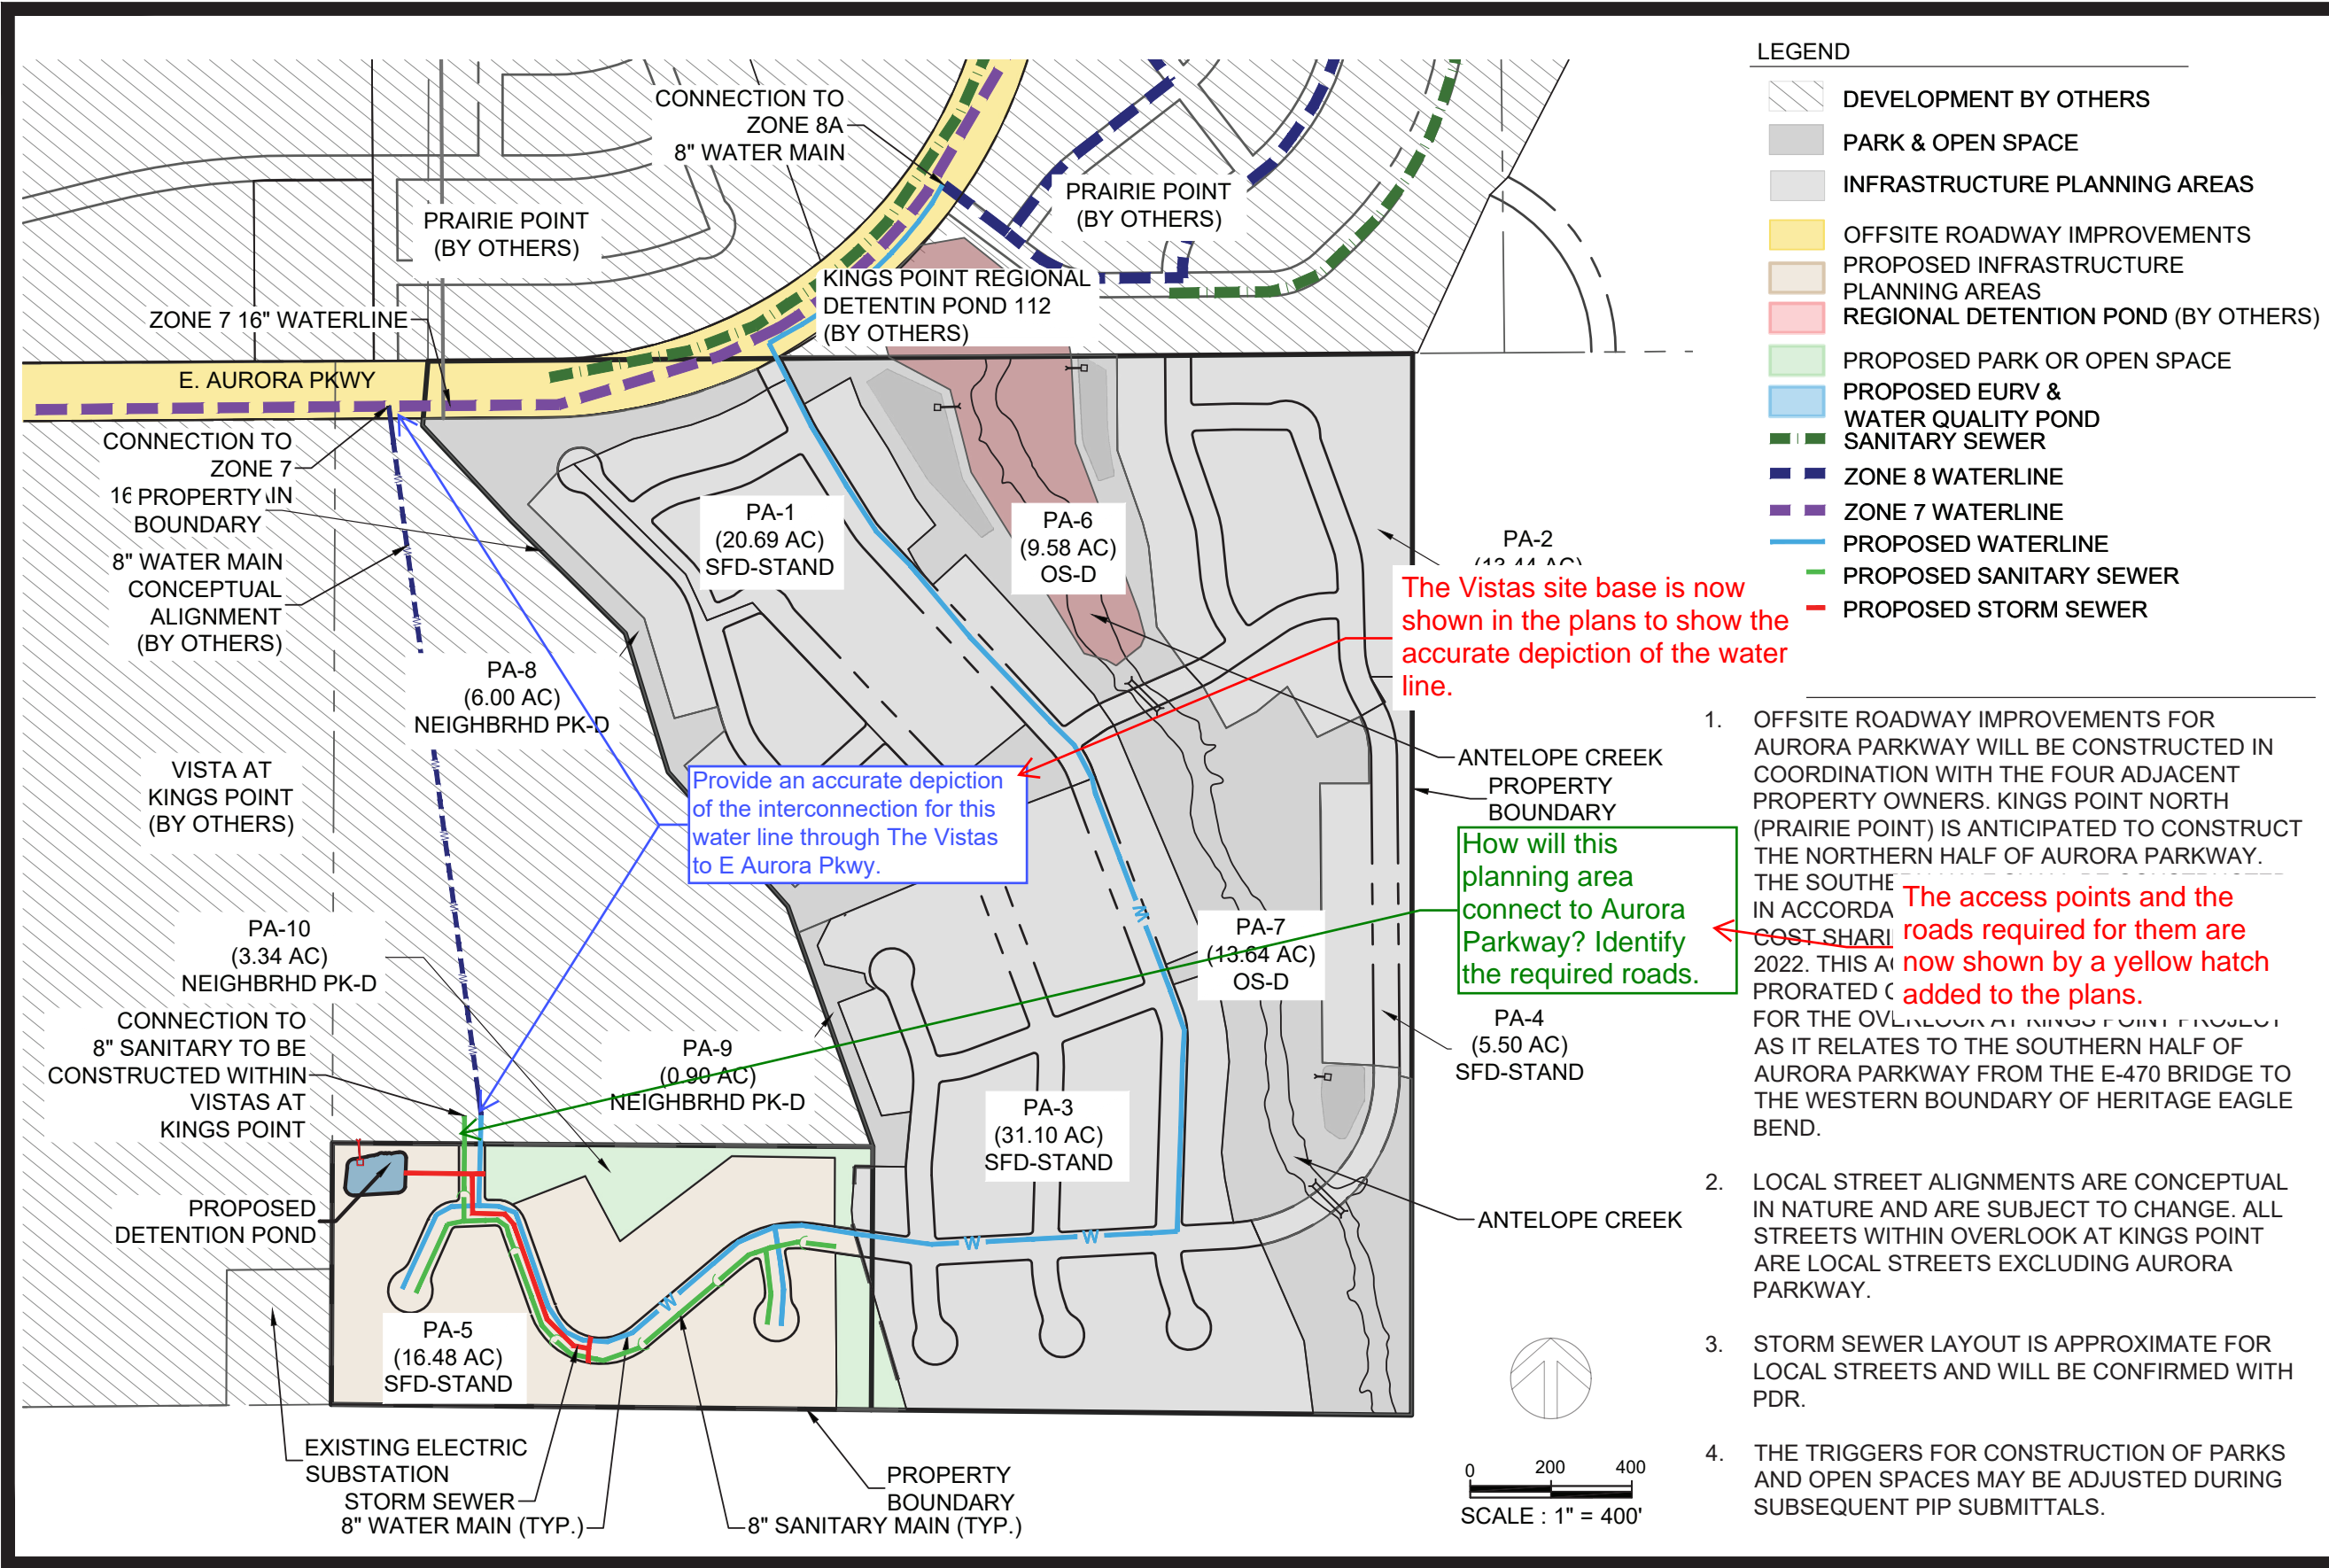 LEGEND
DEVELOPMENT BY OTHERS
PARK & OPEN SPACE
INFRASTRUCTURE PLANNING AREAS
OFFSITE ROADWAY IMPROVEMENTS
PROPOSED INFRASTRUCTURE
PLANNING AREAS
REGIONAL DETENTION POND (BY OTHERS)
PROPOSED PARK OR OPEN SPACE
PROPOSED EURV &
WATER QUALITY POND
SANITARY SEWER
ZONE 8 WATERLINE
ZONE 7 WATERLINE
PROPOSED WATERLINE
PROPOSED SANITARY SEWER
PROPOSED STORM SEWER
CONNECTION TO
ZONE 8A
8" WATER MAIN
PRAIRIE POINT
(BY OTHERS)
PRAIRIE POINT
(BY OTHERS)
KINGS POINT REGIONAL
DETENTIN POND 112
(BY OTHERS)
ZONE 7 16" WATERLINE
E. AURORA PKWY
CONNECTION TO
ZONE 7
16
PROPERTY
BOUNDARY
8" WATER MAIN
CONCEPTUAL
ALIGNMENT
(BY OTHERS)
PA-1
(20.69 AC)
SFD-STAND
PA-6
(9.58 AC)
OS-D
PA-2
(13.44 AC)
The Vistas site base is now
shown in the plans to show the
accurate depiction of the water
line.
PA-8
(6.00 AC)
NEIGHBRHD PK-D
VISTA AT
KINGS POINT
(BY OTHERS)
Provide an accurate depiction
of the interconnection for this
water line through The Vistas
to E Aurora Pkwy.
ANTELOPE CREEK
PROPERTY
BOUNDARY
How will this
planning area
connect to Aurora
Parkway? Identify
the required roads.
The access points and the
roads required for them are
now shown by a yellow hatch
added to the plans.
PA-10
(3.34 AC)
NEIGHBRHD PK-D
PA-7
(13.64 AC)
OS-D
CONNECTION TO
8" SANITARY TO BE
CONSTRUCTED WITHIN
VISTAS AT
KINGS POINT
PA-9
(0.90 AC)
NEIGHBRHD PK-D
PA-4
(5.50 AC)
SFD-STAND
PA-3
(31.10 AC)
SFD-STAND
W
PROPOSED
DETENTION POND
ANTELOPE CREEK
W
W
W
PA-5
(16.48 AC)
SFD-STAND
EXISTING ELECTRIC
SUBSTATION
STORM SEWER
8" WATER MAIN (TYP.)
8" SANITARY MAIN (TYP.)
PROPERTY
BOUNDARY
0 200 400
SCALE : 1" = 400'
1. OFFSITE ROADWAY IMPROVEMENTS FOR
AURORA PARKWAY WILL BE CONSTRUCTED IN
COORDINATION WITH THE FOUR ADJACENT
PROPERTY OWNERS. KINGS POINT NORTH
(PRAIRIE POINT) IS ANTICIPATED TO CONSTRUCT
THE NORTHERN HALF OF AURORA PARKWAY.
THE
IN
COST
2022. THIS
PRORATED
FOR THE OVERLOOK AT KINGS POINT PROJECT
AS IT RELATES TO THE SOUTHERN HALF OF
AURORA PARKWAY FROM THE E-470 BRIDGE TO
THE WESTERN BOUNDARY OF HERITAGE EAGLE
BEND.
2. LOCAL STREET ALIGNMENTS ARE CONCEPTUAL
IN NATURE AND ARE SUBJECT TO CHANGE. ALL
STREETS WITHIN OVERLOOK AT KINGS POINT
ARE LOCAL STREETS EXCLUDING AURORA
PARKWAY.
3. STORM SEWER LAYOUT IS APPROXIMATE FOR
LOCAL STREETS AND WILL BE CONFIRMED WITH
PDR.
4. THE TRIGGERS FOR CONSTRUCTION OF PARKS
AND OPEN SPACES MAY BE ADJUSTED DURING
SUBSEQUENT PIP SUBMITTALS.